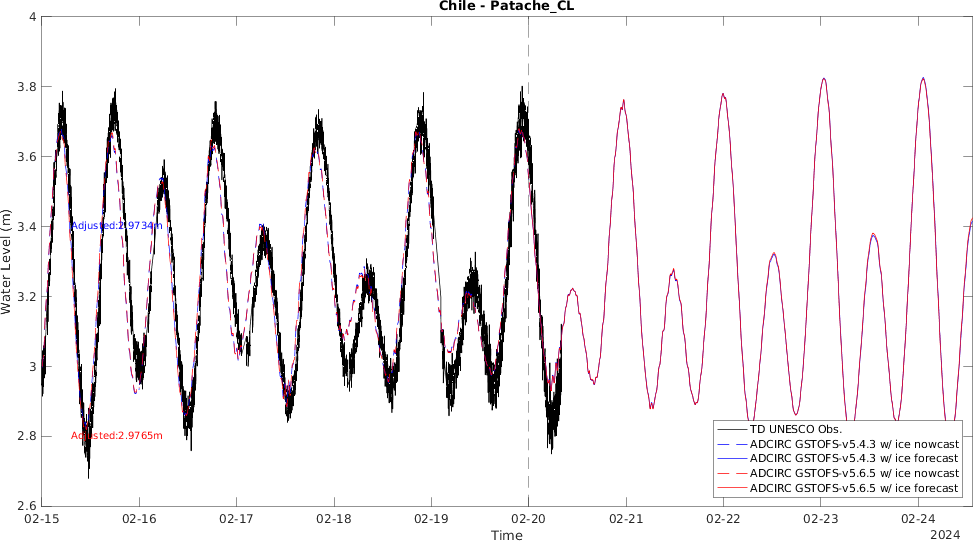 Chile - Patache_CL
4
3.8
3.6
3.4
3.2
3
2.8
2.6
Water Level (m)
Adjusted:2.9734m
Adjusted:2.9765m
TD UNESCO Obs.
ADCIRC GSTOFS-v5.4.3 w/ ice nowcast
ADCIRC GSTOFS-v5.4.3 w/ ice forecast
ADCIRC GSTOFS-v5.6.5 w/ ice nowcast
ADCIRC GSTOFS-v5.6.5 w/ ice forecast
02-15 02-16 02-17 02-18 02-19 02-20 02-21 02-22 02-23 02-24
Time
2024